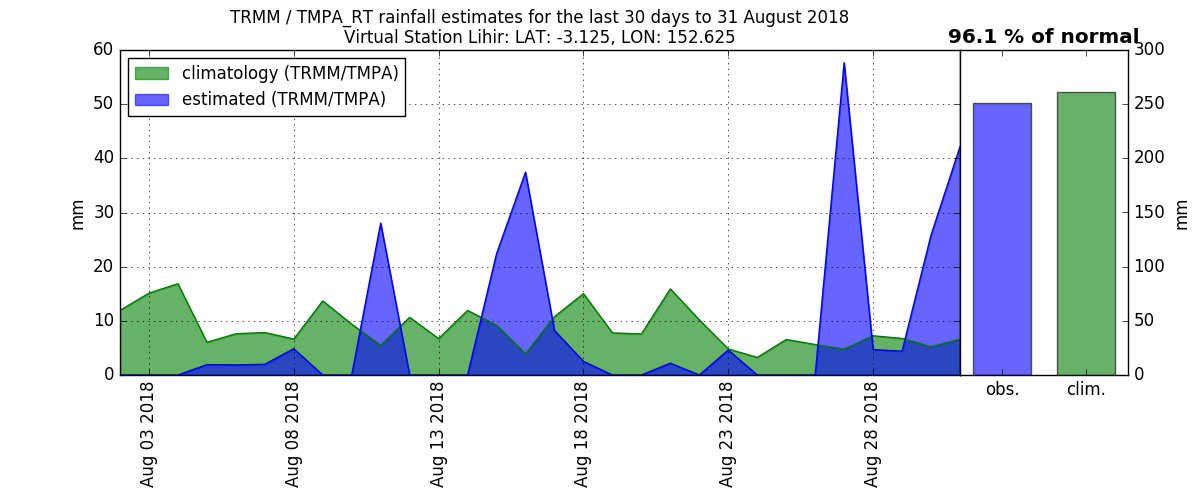 TRMM / TMPA_RT rainfall estimates for the last 30 days to 31 August 2018
Virtual Station Lihir: LAT: -3.125, LON: 152.625
96.1 % of normal
climatology (TRMM/TMPA)
estimated (TRMM/TMPA)
60
50
40
30
20
10
0
mm
300
250
200
150
100
50
0
mm
obs.
clim.
Aug 03 2018
Aug 08 2018
Aug 13 2018
Aug 18 2018
Aug 23 2018
Aug 28 2018